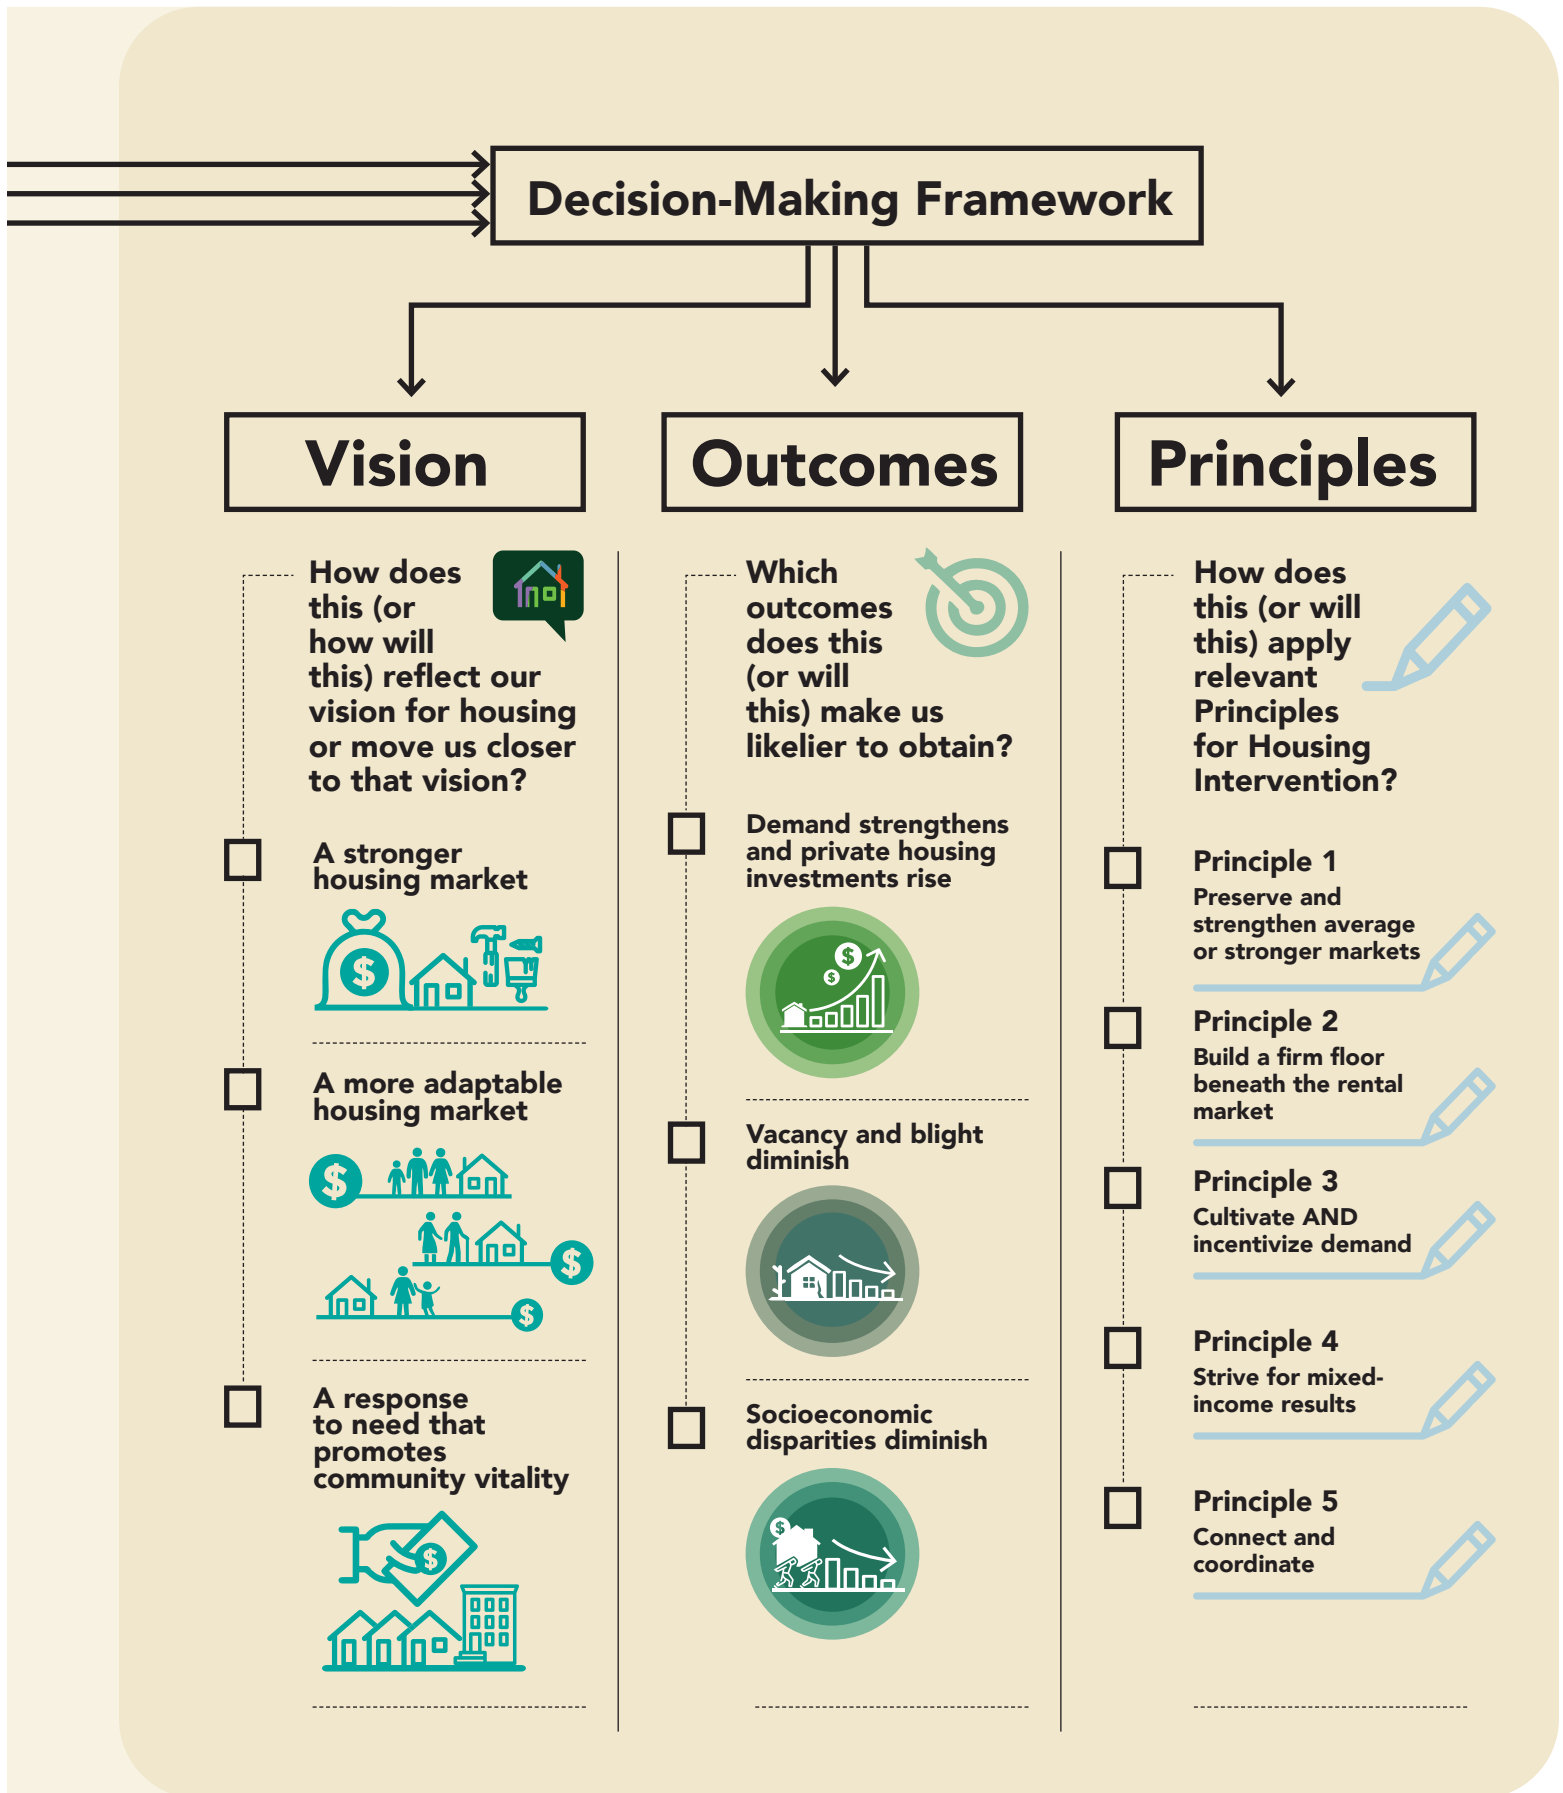 Decision-Making Framework
Vision
How does
this (or
how will
this) reflect our
vision for housing
or move us closer
to that vision?
A stronger
housing market
$
A more adaptable
housing market
$
$
$
A response
to need that
promotes
community vitality
$
Outcomes
Which
outcomes
does this
(or will
this) make us
likelier to obtain?
Demand strengthens
and private housing
investments rise
$
$
Vacancy and blight
diminish
Socioeconomic
disparities diminish
$
Principles
How does
this (or will
this) apply
relevant
Principles
for Housing
Intervention?
Principle 1
Preserve and
strengthen average
or stronger markets
Principle 2
Build a firm floor
beneath the rental
market
Principle 3
Cultivate AND
incentivize demand
Principle 4
Strive for mixed-
income results
Principle 5
Connect and
coordinate